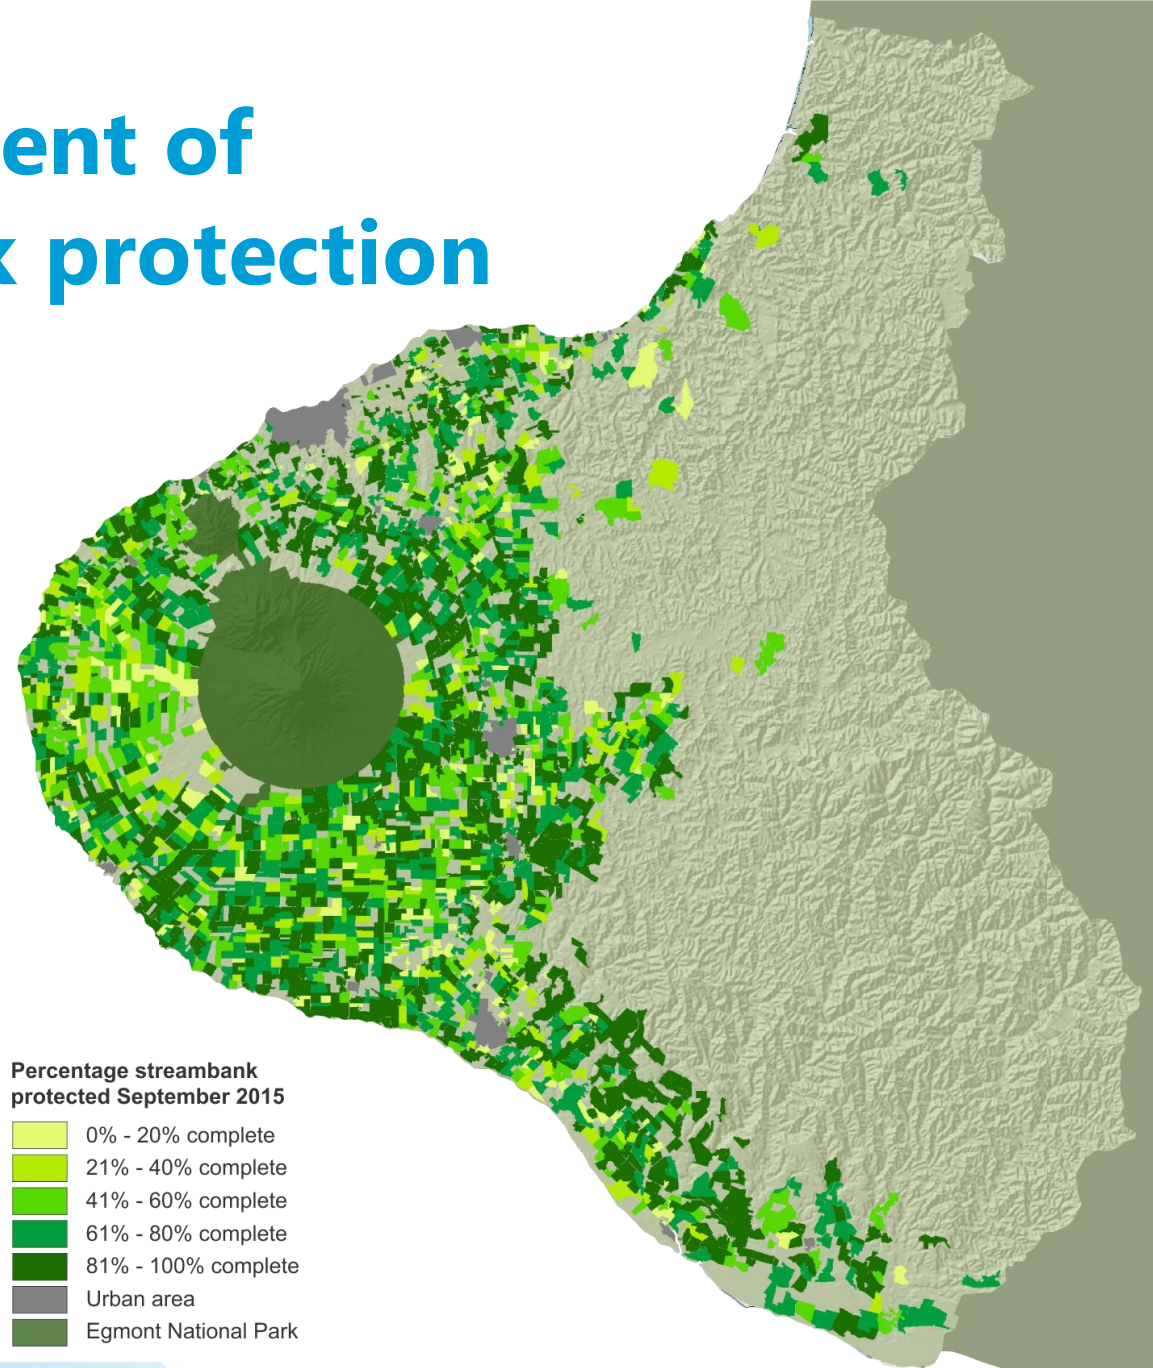 ent of
protection
Percentage streambank
protected September 2015
0% - 20% complete
21% - 40% complete
41% - 60% complete
61% - 80% complete
81% - 100% complete
Urban area
Egmont National Park